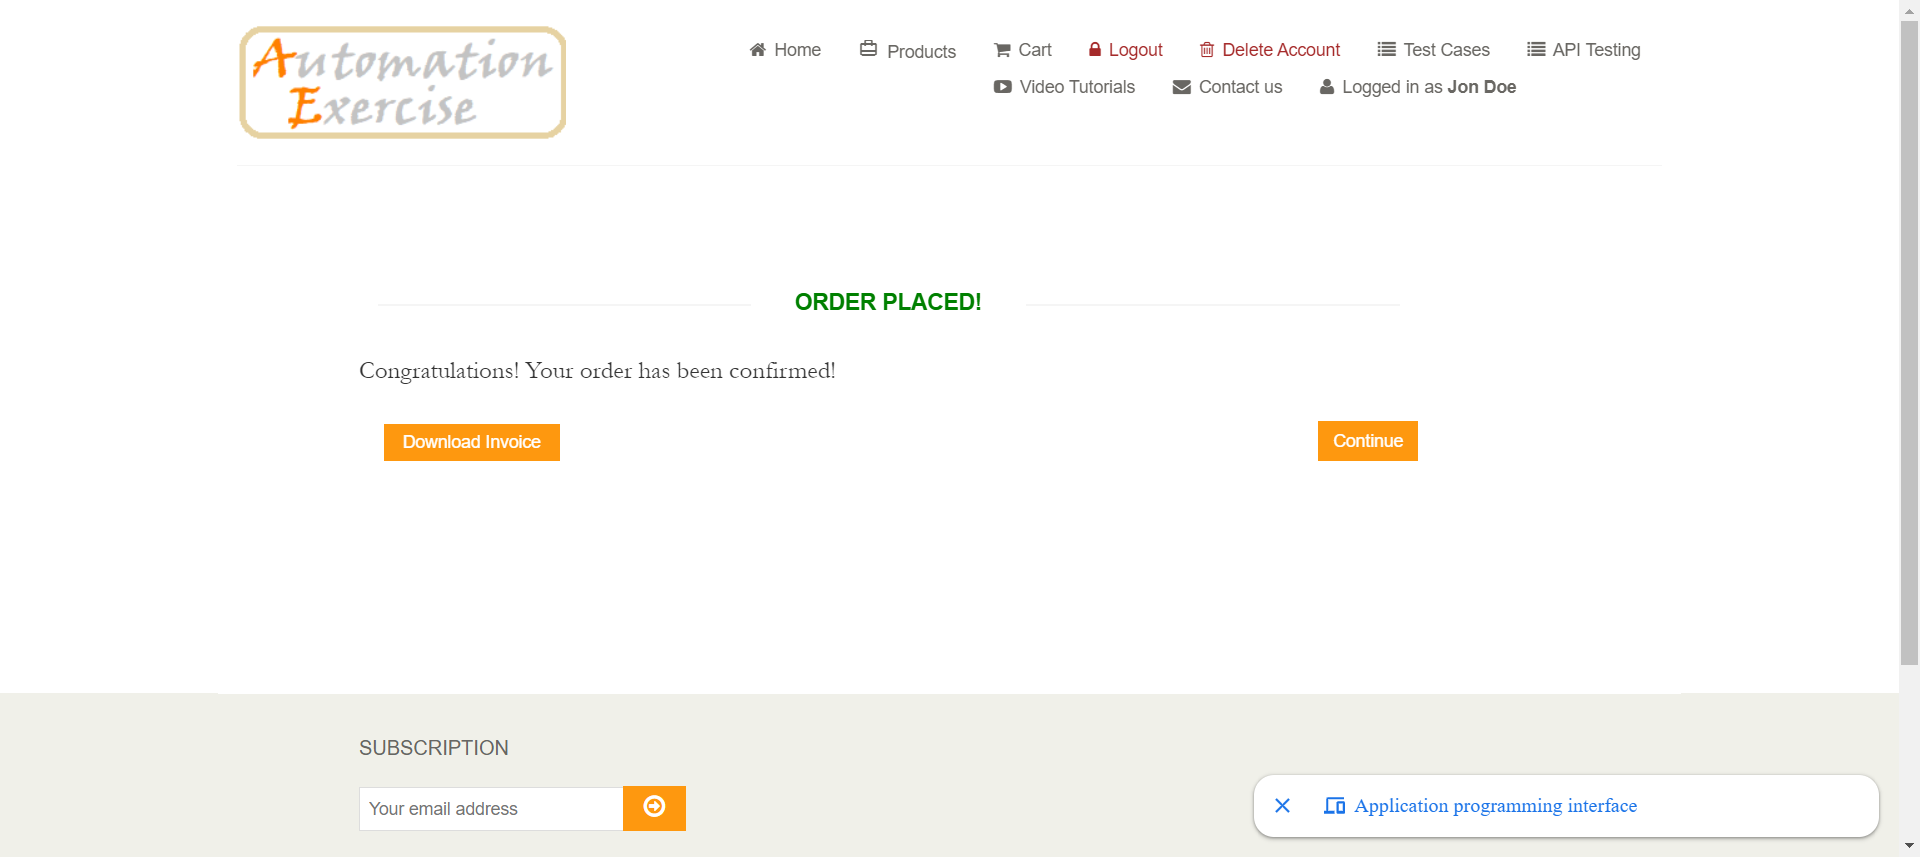 Automation
Exercise
Home Products Cart Logout Delete Account Test Cases API Testing
Video Tutorials Contact us Logged in as Jon Doe
ORDER PLACED!
Congratulations! Your order has been confirmed!
Download Invoice Continue
SUBSCRIPTION
Your email address
Application programming interface